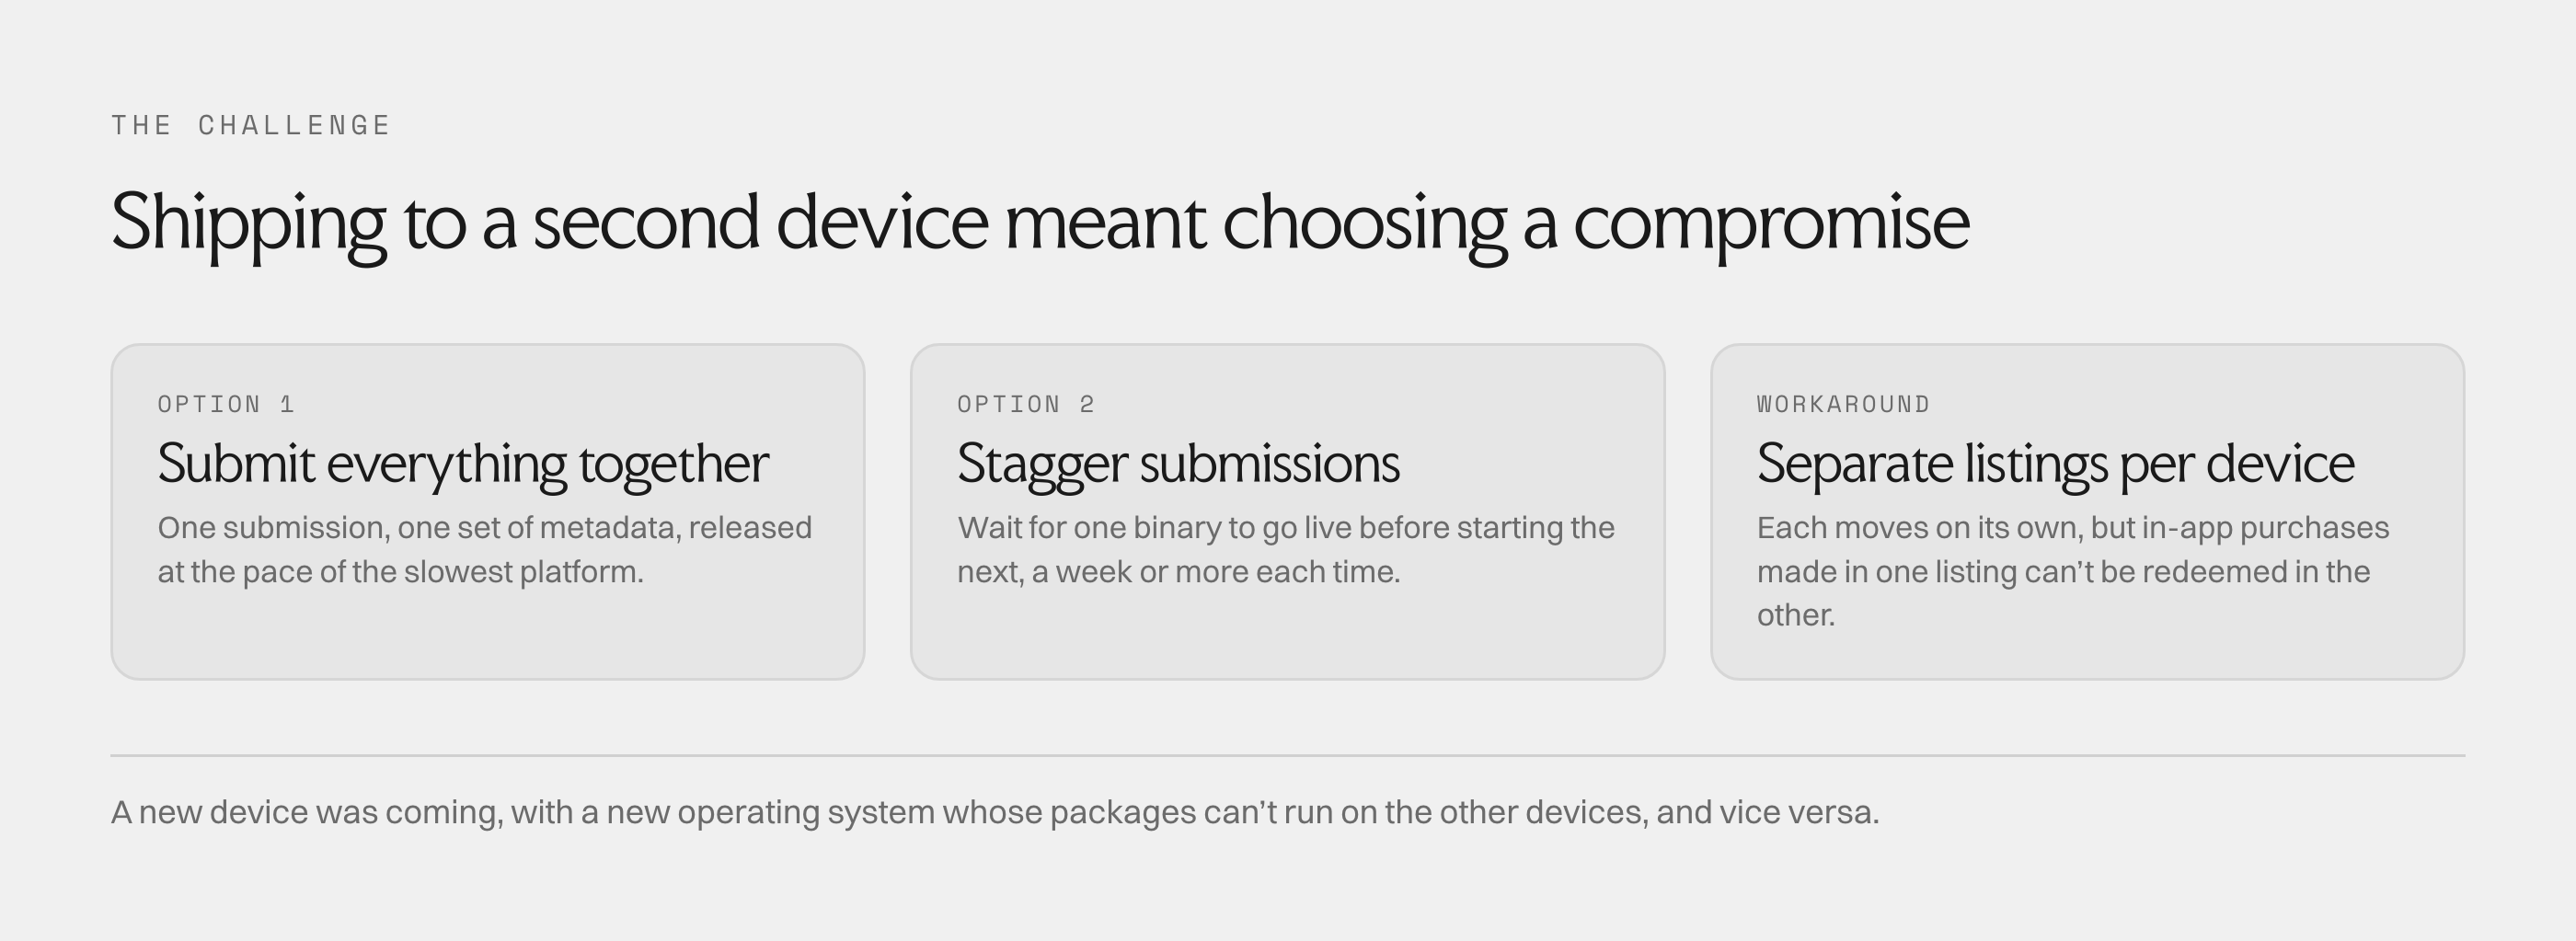 THE CHALLENGE
Shipping to a second device meant choosing a compromise
OPTION 1
Submit everything together
One submission, one set of metadata, released
at the pace of the slowest platform.
OPTION 2
Stagger submissions
Wait for one binary to go live before starting the
next, a week or more each time.
WORKAROUND
Separate listings per device
Each moves on its own, but in-app purchases
made in one listing can’t be redeemed in the
other.
A new device was coming, with a new operating system whose packages can’t run on the other devices, and vice versa.